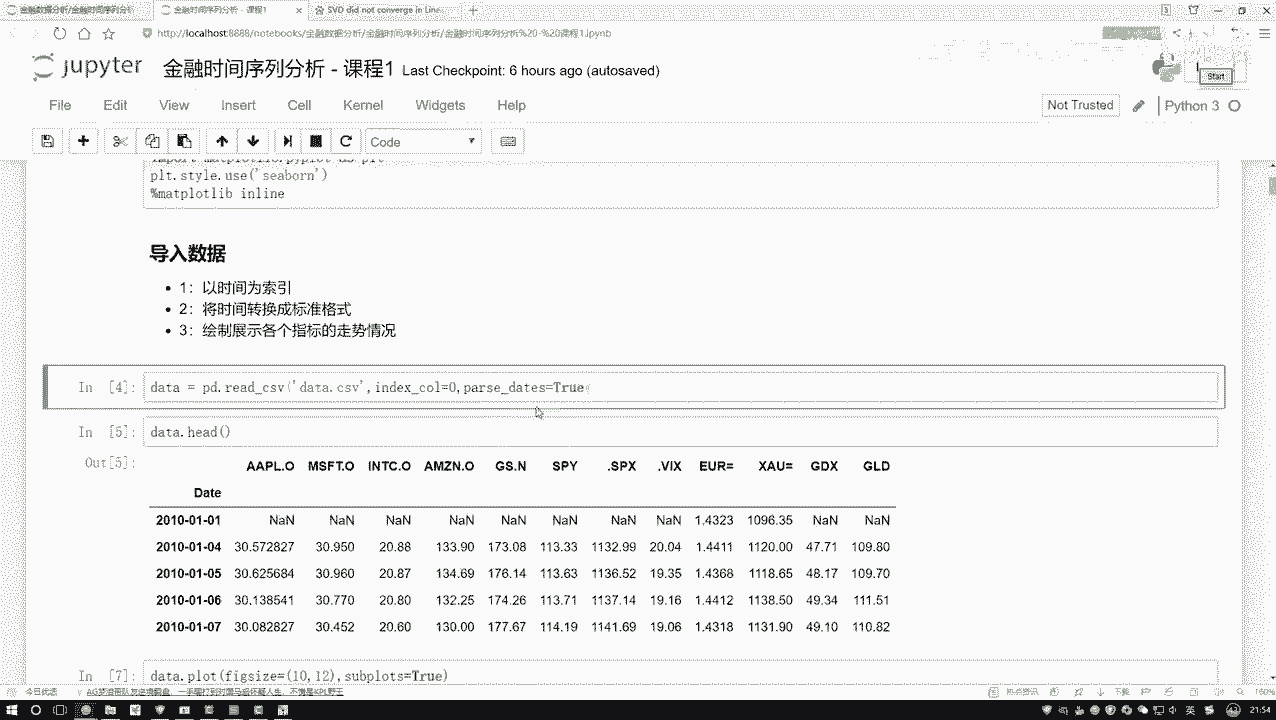 金融数据分析/金融时间序列分析
金融时间序列分析 - 课程1
SVD did not converge in Line...
http://localhost:8888/notebooks/金融数据分析/金融时间序列分析/金融时间序列分析%20-%20课程1.ipynb
jupyter 金融时间序列分析 - 课程1 Last Checkpoint: 6 hours ago (autosaved)
Start
File Edit View Insert Cell Kernel Widgets Help Not Trusted Python 3
Code
import matplotlib.pyplot as plt
plt.style.use('seaborn')
%matplotlib inline
导入数据
1：以时间为索引
2：将时间转换成标准格式
3：绘制展示各个指标的走势情况
In [4]: data = pd.read_csv('data.csv',index_col=0,parse_dates=True
In [5]: data.head()
Out[5]: AAPL.O MSFT.O INTC.O AMZN.O GS.N SPY .SPX .VIX EUR= XAU= GDX GLD
Date
2010-01-01 NaN NaN NaN NaN NaN NaN NaN NaN 1.4323 1096.35 NaN NaN
2010-01-04 30.572827 30.950 20.88 133.90 173.08 113.33 1132.99 20.04 1.4411 1120.00 47.71 109.80
2010-01-05 30.625684 30.960 20.87 134.69 176.14 113.63 1136.52 19.35 1.4368 1118.65 48.17 109.70
2010-01-06 30.138541 30.770 20.80 132.25 174.26 113.71 1137.14 19.16 1.4412 1138.50 49.34 111.51
2010-01-07 30.082827 30.452 20.60 130.00 177.67 114.19 1141.69 19.06 1.4318 1131.90 49.10 110.82
In [7]: data.plot(figsize=(10,12),subplots=True)
今日优选
热点资讯 下载 160%
英 21:54